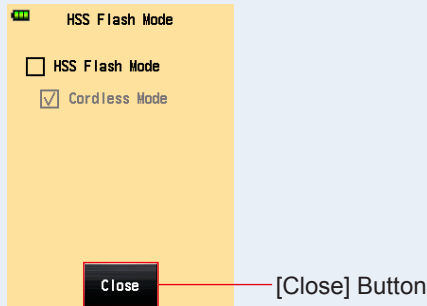 HSS Flash Mode
HSS Flash Mode
Cordless Mode
Close
[Close] Button